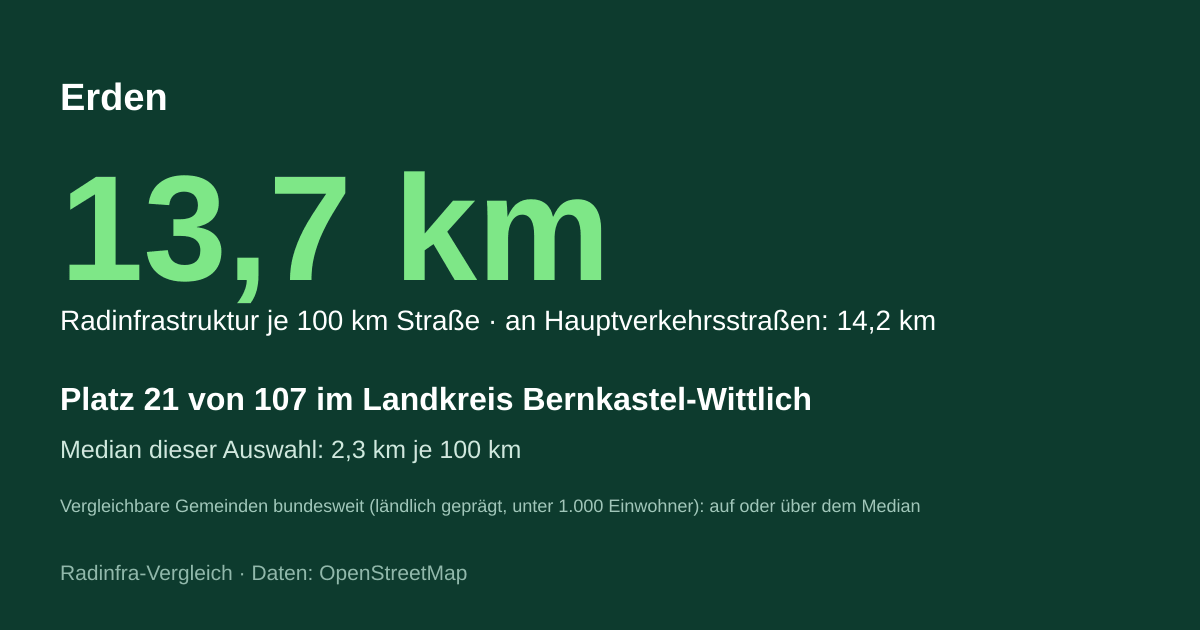 Erden
13,7 km
Radinfrastruktur je 100 km Straße · an Hauptverkehrsstraßen: 14,2 km
Platz 21 von 107 im Landkreis Bernkastel-Wittlich
Median dieser Auswahl: 2,3 km je 100 km
Vergleichbare Gemeinden bundesweit (ländlich geprägt, unter 1.000 Einwohner): auf oder über dem Median
Radinfra-Vergleich · Daten: OpenStreetMap